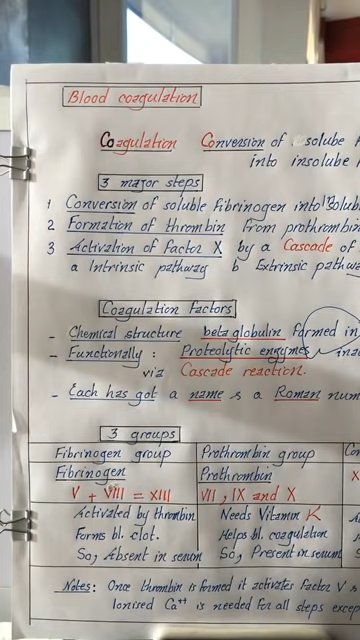 Blood coagulation
Coagulation Conversion of solube
into insolube
3 major steps
1 Conversion of soluble fibrinogen into
2 Formation of thrombin from prothrombin
3 Activation of Factor X by a Cascade of
a Intrinsic pathway b Extrinsic pathwa
Coagulation factors
- Chemical structure beta globulin formed in
- Functionally : Proteolytic enzymes ina
via Cascade reaction.
- Each has got a name & a Roman num
3 groups
Fibrinogen group Prothrombin group Con
Fibrinogen Prothrombin X
V + VIII = XIII VII, IX and X
Activated by thrombin Needs Vitamin K
Forms bl. clot. Helps bl. coagulation
So, Absent in serum So, Present in serum S
Notes: Once thrombin is formed it activates Factor V &
Ionised Ca++ is needed for all steps except